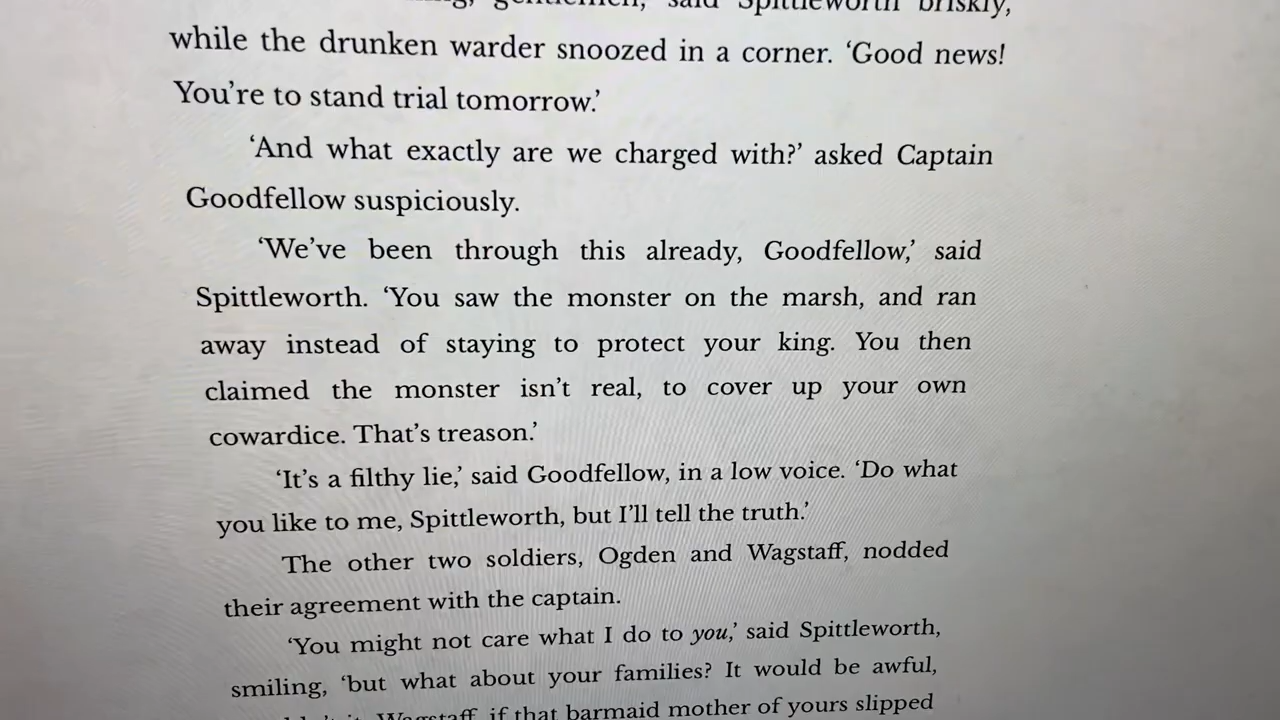 gentlemen,' said Spittleworth briskly,
while the drunken warder snoozed in a corner. ‘Good news!
You’re to stand trial tomorrow.’
‘And what exactly are we charged with?’ asked Captain
Goodfellow suspiciously.
‘We’ve been through this already, Goodfellow,’ said
Spittleworth. ‘You saw the monster on the marsh, and ran
away instead of staying to protect your king. You then
claimed the monster isn’t real, to cover up your own
cowardice. That’s treason.’
‘It’s a filthy lie,’ said Goodfellow, in a low voice. ‘Do what
you like to me, Spittleworth, but I’ll tell the truth.’
The other two soldiers, Ogden and Wagstaff, nodded
their agreement with the captain.
‘You might not care what I do to you,’ said Spittleworth,
smiling, ‘but what about your families? It would be awful,
Wagstaff, if that barmaid mother of yours slipped